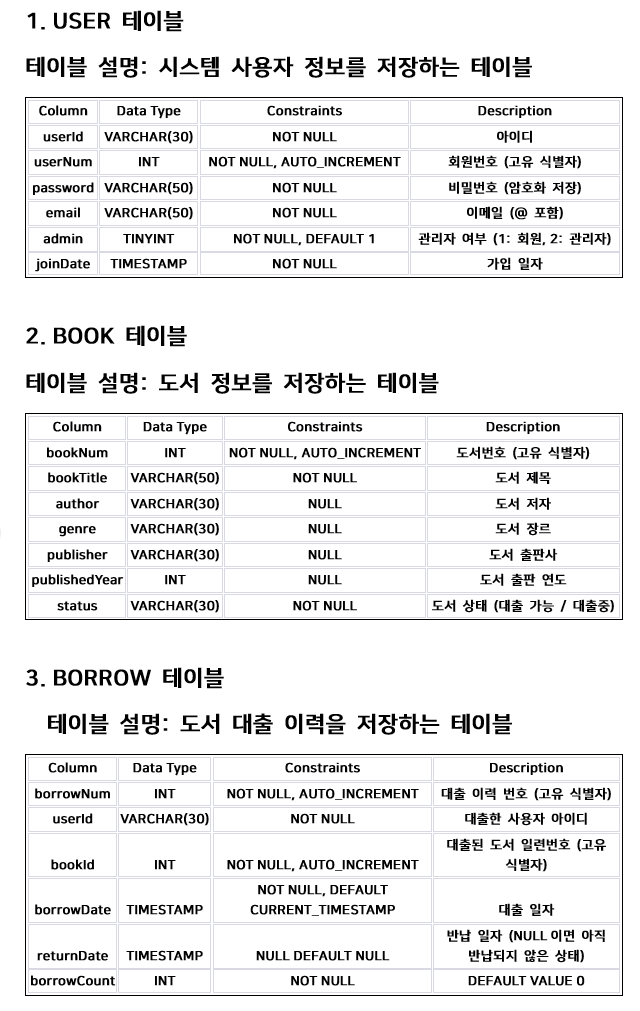 1. USER 테이블
테이블 설명: 시스템 사용자 정보를 저장하는 테이블
Column Data Type Constraints Description
userId VARCHAR(30) NOT NULL 아이디
userNum INT NOT NULL, AUTO_INCREMENT 회원번호 (고유 식별자)
password VARCHAR(50) NOT NULL 비밀번호 (암호화 저장)
email VARCHAR(50) NOT NULL 이메일 (@ 포함)
admin TINYINT NOT NULL, DEFAULT 1 관리자 여부 (1: 회원, 2: 관리자)
joinDate TIMESTAMP NOT NULL 가입 일자
2. BOOK 테이블
테이블 설명: 도서 정보를 저장하는 테이블
Column Data Type Constraints Description
bookNum INT NOT NULL, AUTO_INCREMENT 도서번호 (고유 식별자)
bookTitle VARCHAR(50) NOT NULL 도서 제목
author VARCHAR(30) NULL 도서 저자
genre VARCHAR(30) NULL 도서 장르
publisher VARCHAR(30) NULL 도서 출판사
publishedYear INT NULL 도서 출판 연도
status VARCHAR(30) NOT NULL 도서 상태 (대출 가능 / 대출중)
3. BORROW 테이블
테이블 설명: 도서 대출 이력을 저장하는 테이블
Column Data Type Constraints Description
borrowNum INT NOT NULL, AUTO_INCREMENT 대출 이력 번호 (고유 식별자)
userId VARCHAR(30) NOT NULL 대출한 사용자 아이디
대출된 도서 일련번호 (고유
bookId INT NOT NULL, AUTO_INCREMENT 식별자)
NOT NULL, DEFAULT
borrowDate TIMESTAMP CURRENT_TIMESTAMP 대출 일자
반납 일자 (NULL이면 아직
returnDate TIMESTAMP NULL DEFAULT NULL 반납되지 않은 상태)
borrowCount INT NOT NULL DEFAULT VALUE 0